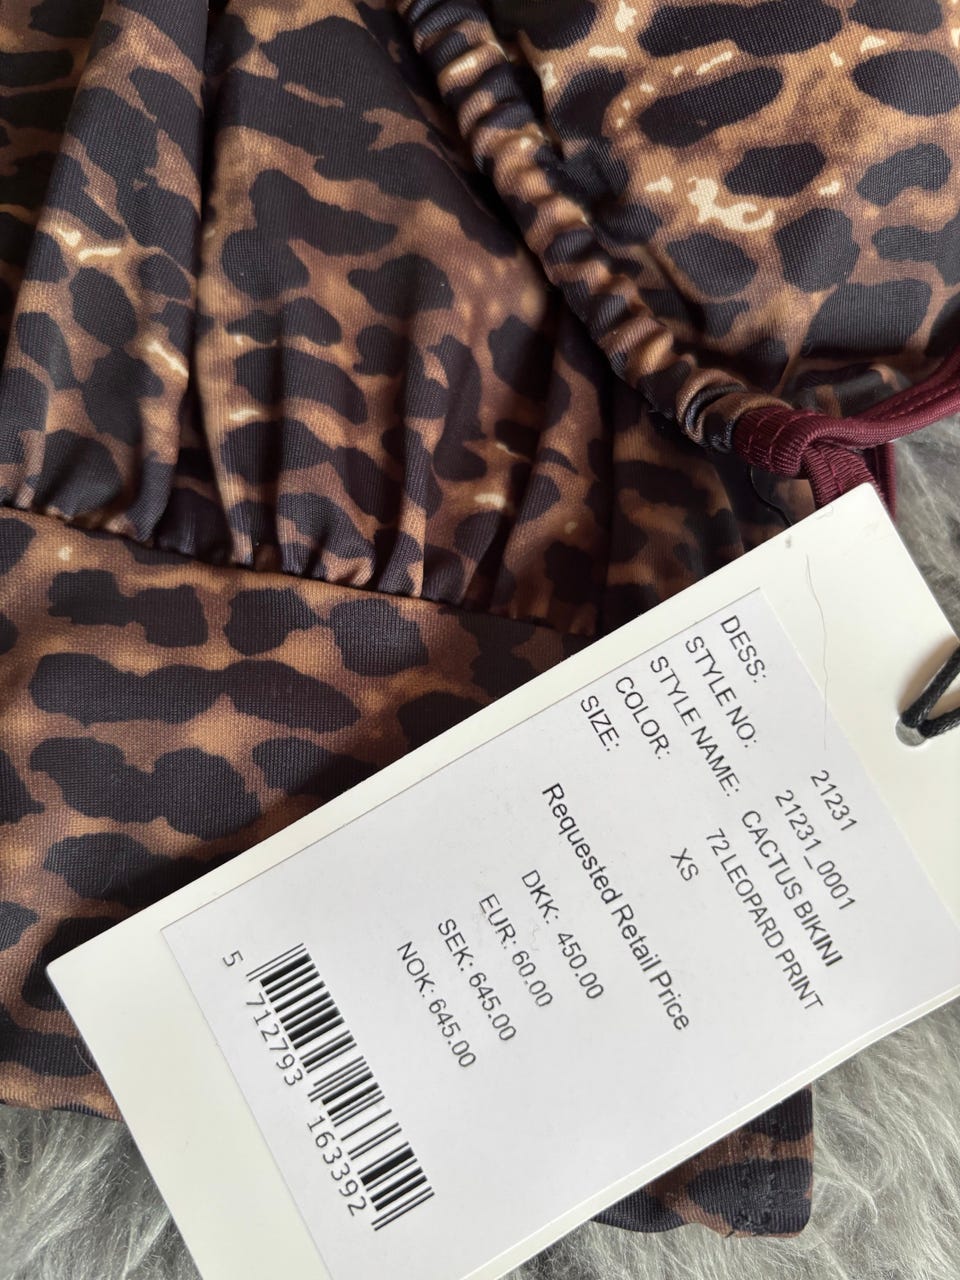 DESS: 21231
STYLE NO: 21231_0001
STYLE NAME: CACTUS BIKINI
COLOR: 72 LEOPARD PRINT
SIZE: XS
Requested Retail Price
DKK: 450.00
EUR: 60.00
SEK: 645.00
NOK: 645.00
5 712793 163392